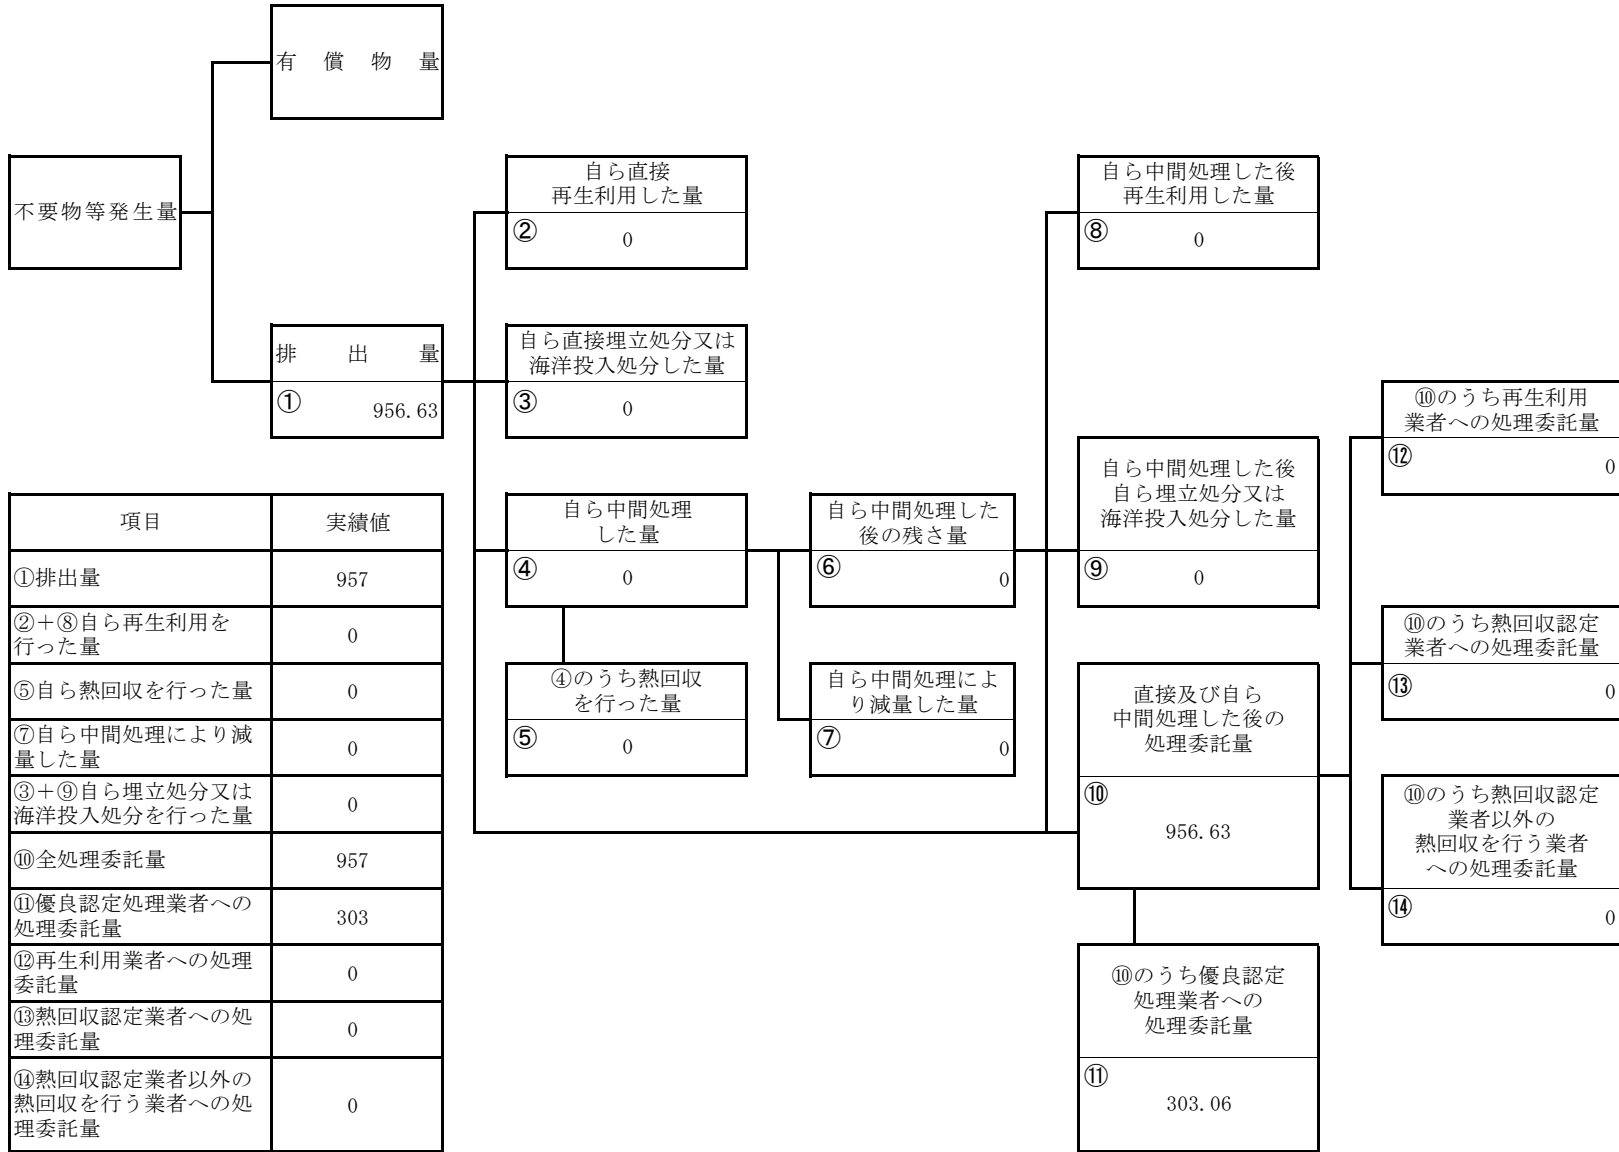 有償物量
不要物等発生量
排出量
① 956.63
自ら直接
再生利用した量
② 0
自ら直接埋立処分又は
海洋投入処分した量
③ 0
自ら中間処理
した量
④ 0
④のうち熱回収
を行った量
⑤ 0
自ら中間処理した
後の残さ量
⑥ 0
自ら中間処理によ
り減量した量
⑦ 0
自ら中間処理した後
再生利用した量
⑧ 0
自ら中間処理した後
自ら埋立処分又は
海洋投入処分した量
⑨ 0
直接及び自ら
中間処理した後の
処理委託量
⑩
956.63
⑩のうち優良認定
処理業者への
処理委託量
⑪
303.06
⑩のうち再生利用
業者への処理委託量
⑫ 0
⑩のうち熱回収認定
業者への処理委託量
⑬ 0
⑩のうち熱回収認定
業者以外の
熱回収を行う業者
への処理委託量
⑭ 0
項目 実績値
①排出量 957
②+⑧自ら再生利用を
行った量 0
⑤自ら熱回収を行った量 0
⑦自ら中間処理により減
量した量 0
③+⑨自ら埋立処分又は
海洋投入処分を行った量 0
⑩全処理委託量 957
⑪優良認定処理業者への
処理委託量 303
⑫再生利用業者への処理
委託量 0
⑬熱回収認定業者への処
理委託量 0
⑭熱回収認定業者以外の
熱回収を行う業者への処 0
理委託量